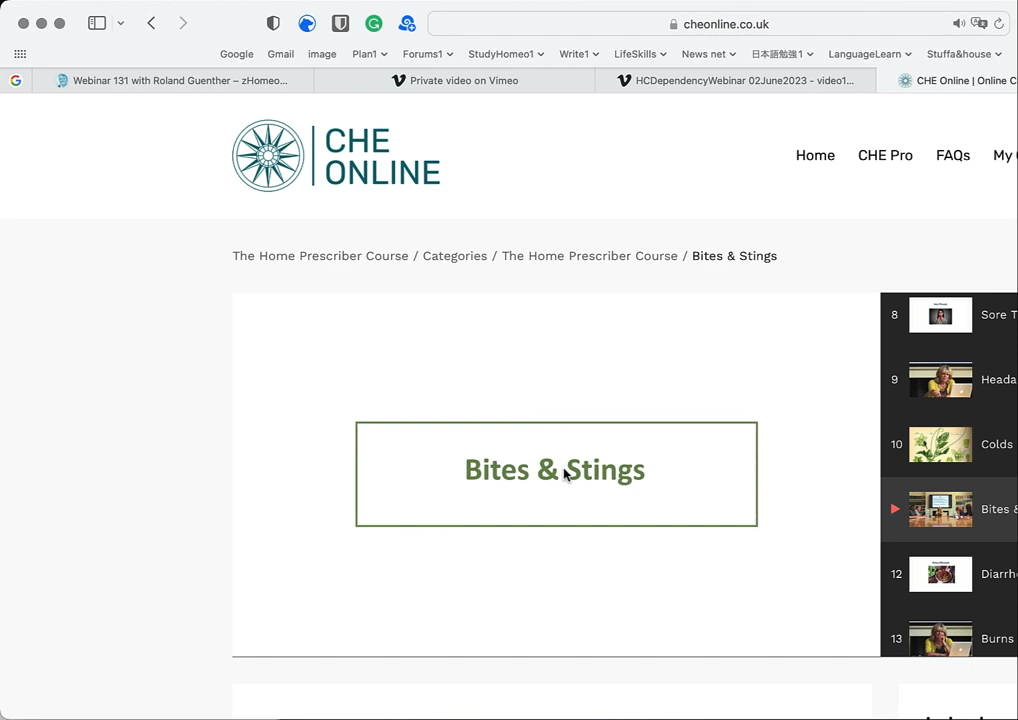 cheonline.co.uk
Google Gmail image Plan1 Forums1 StudyHomeo1 Write1 LifeSkills News net 日本語勉強1 LanguageLearn Stuffa&house
Webinar 131 with Roland Guenther – zHomeo... Private video on Vimeo HCDependencyWebinar 02June2023 - video1... CHE Online | Online C
CHE
ONLINE
Home CHE Pro FAQs My
The Home Prescriber Course / Categories / The Home Prescriber Course / Bites & Stings
Bites & Stings
8 Sore T
9 Heada
10 Colds
Bites &
12 Diarrh
13 Burns